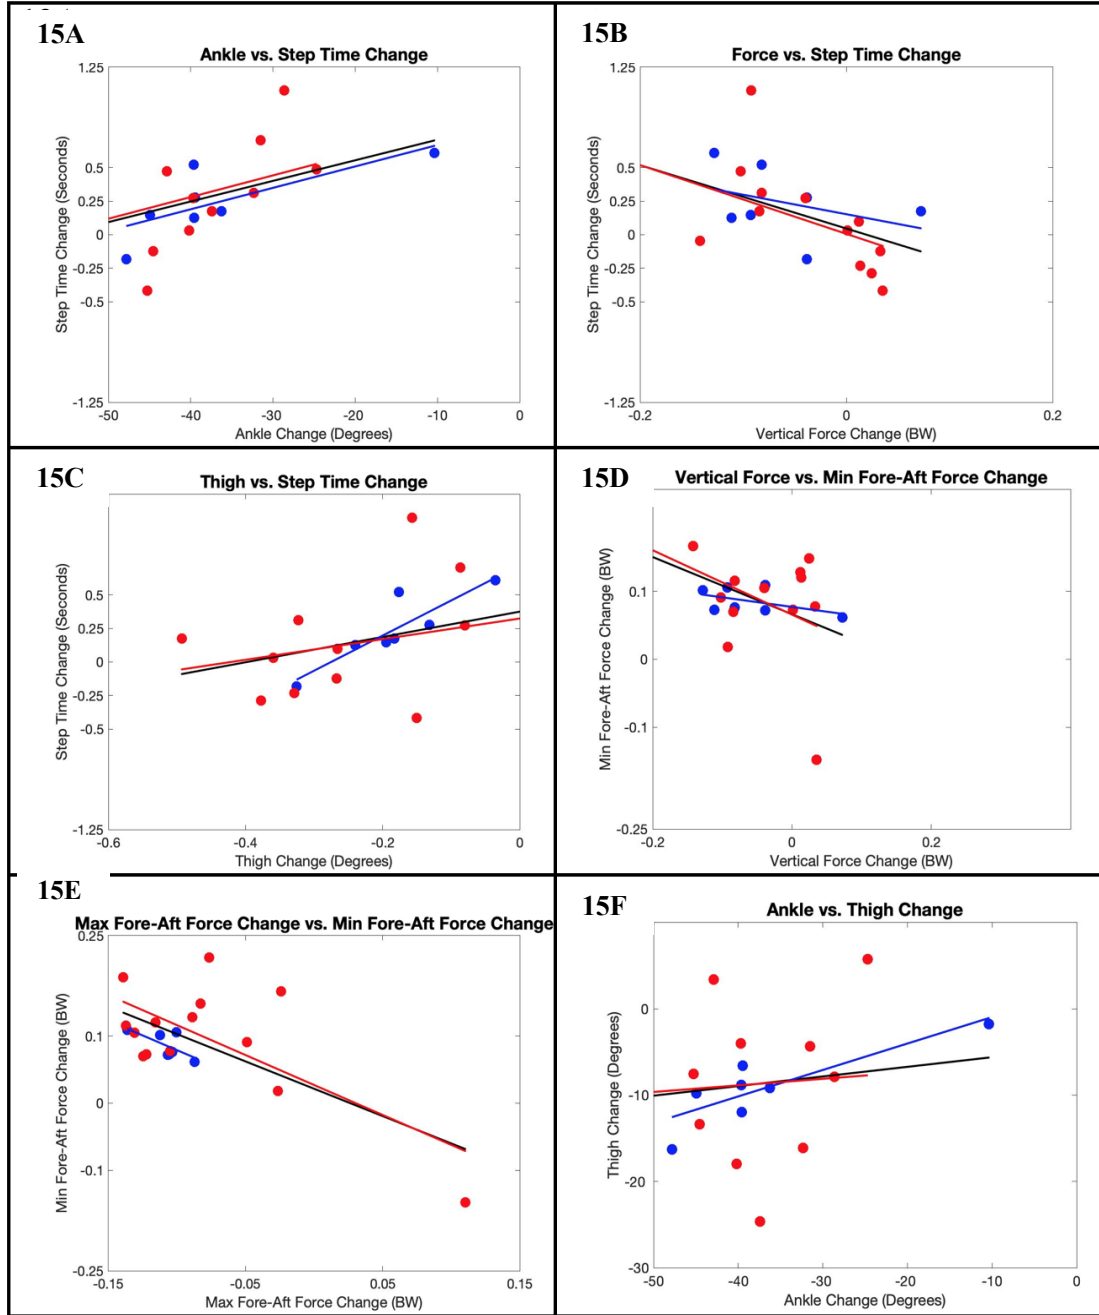 15A
Ankle vs. Step Time Change
1.25
0.5
0.25
0
-0.25
-0.5
-1.25
Step Time Change (Seconds)
-50
-40
-30
-20
-10
0
Ankle Change (Degrees)
15B
Force vs. Step Time Change
1.25
0.5
0.25
0
-0.25
-0.5
-1.25
Step Time Change (Seconds)
-0.2
0
0.2
Vertical Force Change (BW)
15C
Thigh vs. Step Time Change
0.5
0.25
0
-0.25
-0.5
-1.25
Step Time Change (Seconds)
-0.6
-0.4
-0.2
0
Thigh Change (Degrees)
15D
Vertical Force vs. Min Fore-Aft Force Change
0.1
0
-0.1
-0.25
Min Fore-Aft Force Change (BW)
-0.2
0
0.2
Vertical Force Change (BW)
15E
Max Fore-Aft Force Change vs. Min Fore-Aft Force Change
0.25
0.1
0
-0.1
-0.25
Min Fore-Aft Force Change (BW)
-0.15
-0.05
0.05
0.15
Max Fore-Aft Force Change (BW)
15F
Ankle vs. Thigh Change
0
-10
-20
-30
Thigh Change (Degrees)
-50
-40
-30
-20
-10
0
Ankle Change (Degrees)